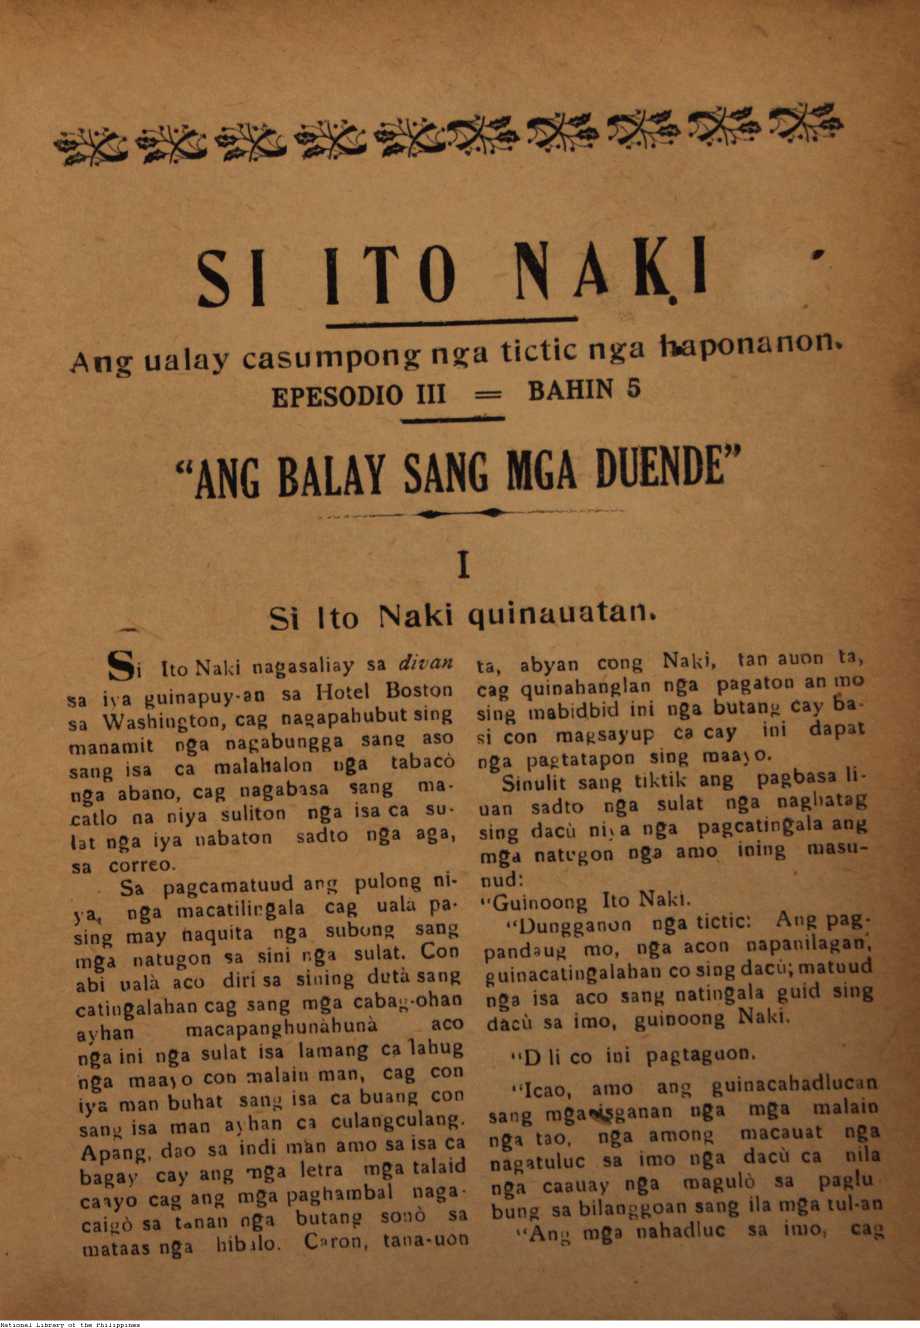 SI ITO NAKI
Ang ualay casumpong nga tictic nga haponanon.
EPESODIO III = BAHIN 5
“ANG BALAY SANG MGA DUENDE”
I
Si Ito Naki quinauatan.
Si Ito Naki nagasaliay sa divan
sa iya guinapuy-an sa Hotel Boston
sa Washington, cag nagapahubut sing
manamit nga nagabungga sang aso
sang isa ca malahalon nga tabacò
nga abano, cag nagabasa sang ma-
catlo na niya suliton nga isa ca su-
lat nga iya nabaton sadto nga aga,
sa correo.
Sa pagcamatuud ang pulong ni-
ya, nga macatilingala cag ualà pa-
sing may naquita nga subong sang
mga natugon sa sini nga sulat. Con
abi ualà aco diri sa sining dutà sang
catingalahan cag sang mga cabag-ohan
ayhan macapanghunàhunà aco
nga ini nga sulat isa lamang ca lahug
nga maayo con malain man, cag con
iya man buhat sang isa ca buang con
sang isa man ayhan ca culangculang.
Apang, dao sa indi man amo sa isa ca
bagay cay ang mga letra mga talaid
caayo cag ang mga paghambal naga-
caigò sa tanan nga butang sonò sa
mataas nga hibalo. Caron, tana-uon
ta, abyan cong Naki, tan auon ta,
cag quinahanglan nga pagaton an mo
sing mabidbid ini nga butang cay ba-
si con magsayup ca cay ini dapat
nga pagtatapon sing maayo.
Sinulit sang tiktik ang pagbasa li-
uan sadto nga sulat nga naghatag
sing dacù niya nga pagcatingala ang
mga natugon nga amo ining masu-
nud:
“Guinoong Ito Naki.
“Dungganon nga tictic: Ang pag-
pandaug mo, nga acon napanilagan,
guinacatingalahan co sing dacù; matuud
nga isa aco sang natingala guid sing
dacù sa imo, guinoong Naki.
“D li co ini pagtaguon.
“Icao, amo ang guinacahadlucan
sang mga isganan nga mga malain
nga tao, nga among macauat nga
nagatuluc sa imo nga dacù ca nila
nga caauay nga magulò sa paglu
bung sa bilanggoan sang ila mga tul-an
“Ang mga nahadluc sa imo, cag
National Library of the Philippines